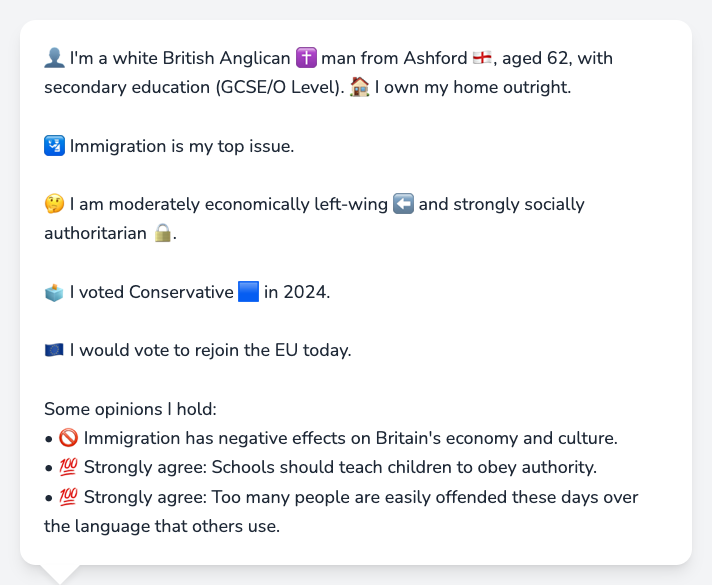 👤 I'm a white British Anglican ✝️ man from Ashford 🏴󠁧󠁢󠁥󠁮󠁧󠁿, aged 62, with
secondary education (GCSE/O Level). 🏠 I own my home outright.
🛂 Immigration is my top issue.
🤔 I am moderately economically left-wing ⬅️ and strongly socially
authoritarian 🔒.
🗳️ I voted Conservative 🟦 in 2024.
🇪🇺 I would vote to rejoin the EU today.
Some opinions I hold:
• 🚫 Immigration has negative effects on Britain's economy and culture.
• 💯 Strongly agree: Schools should teach children to obey authority.
• 💯 Strongly agree: Too many people are easily offended these days over
the language that others use.